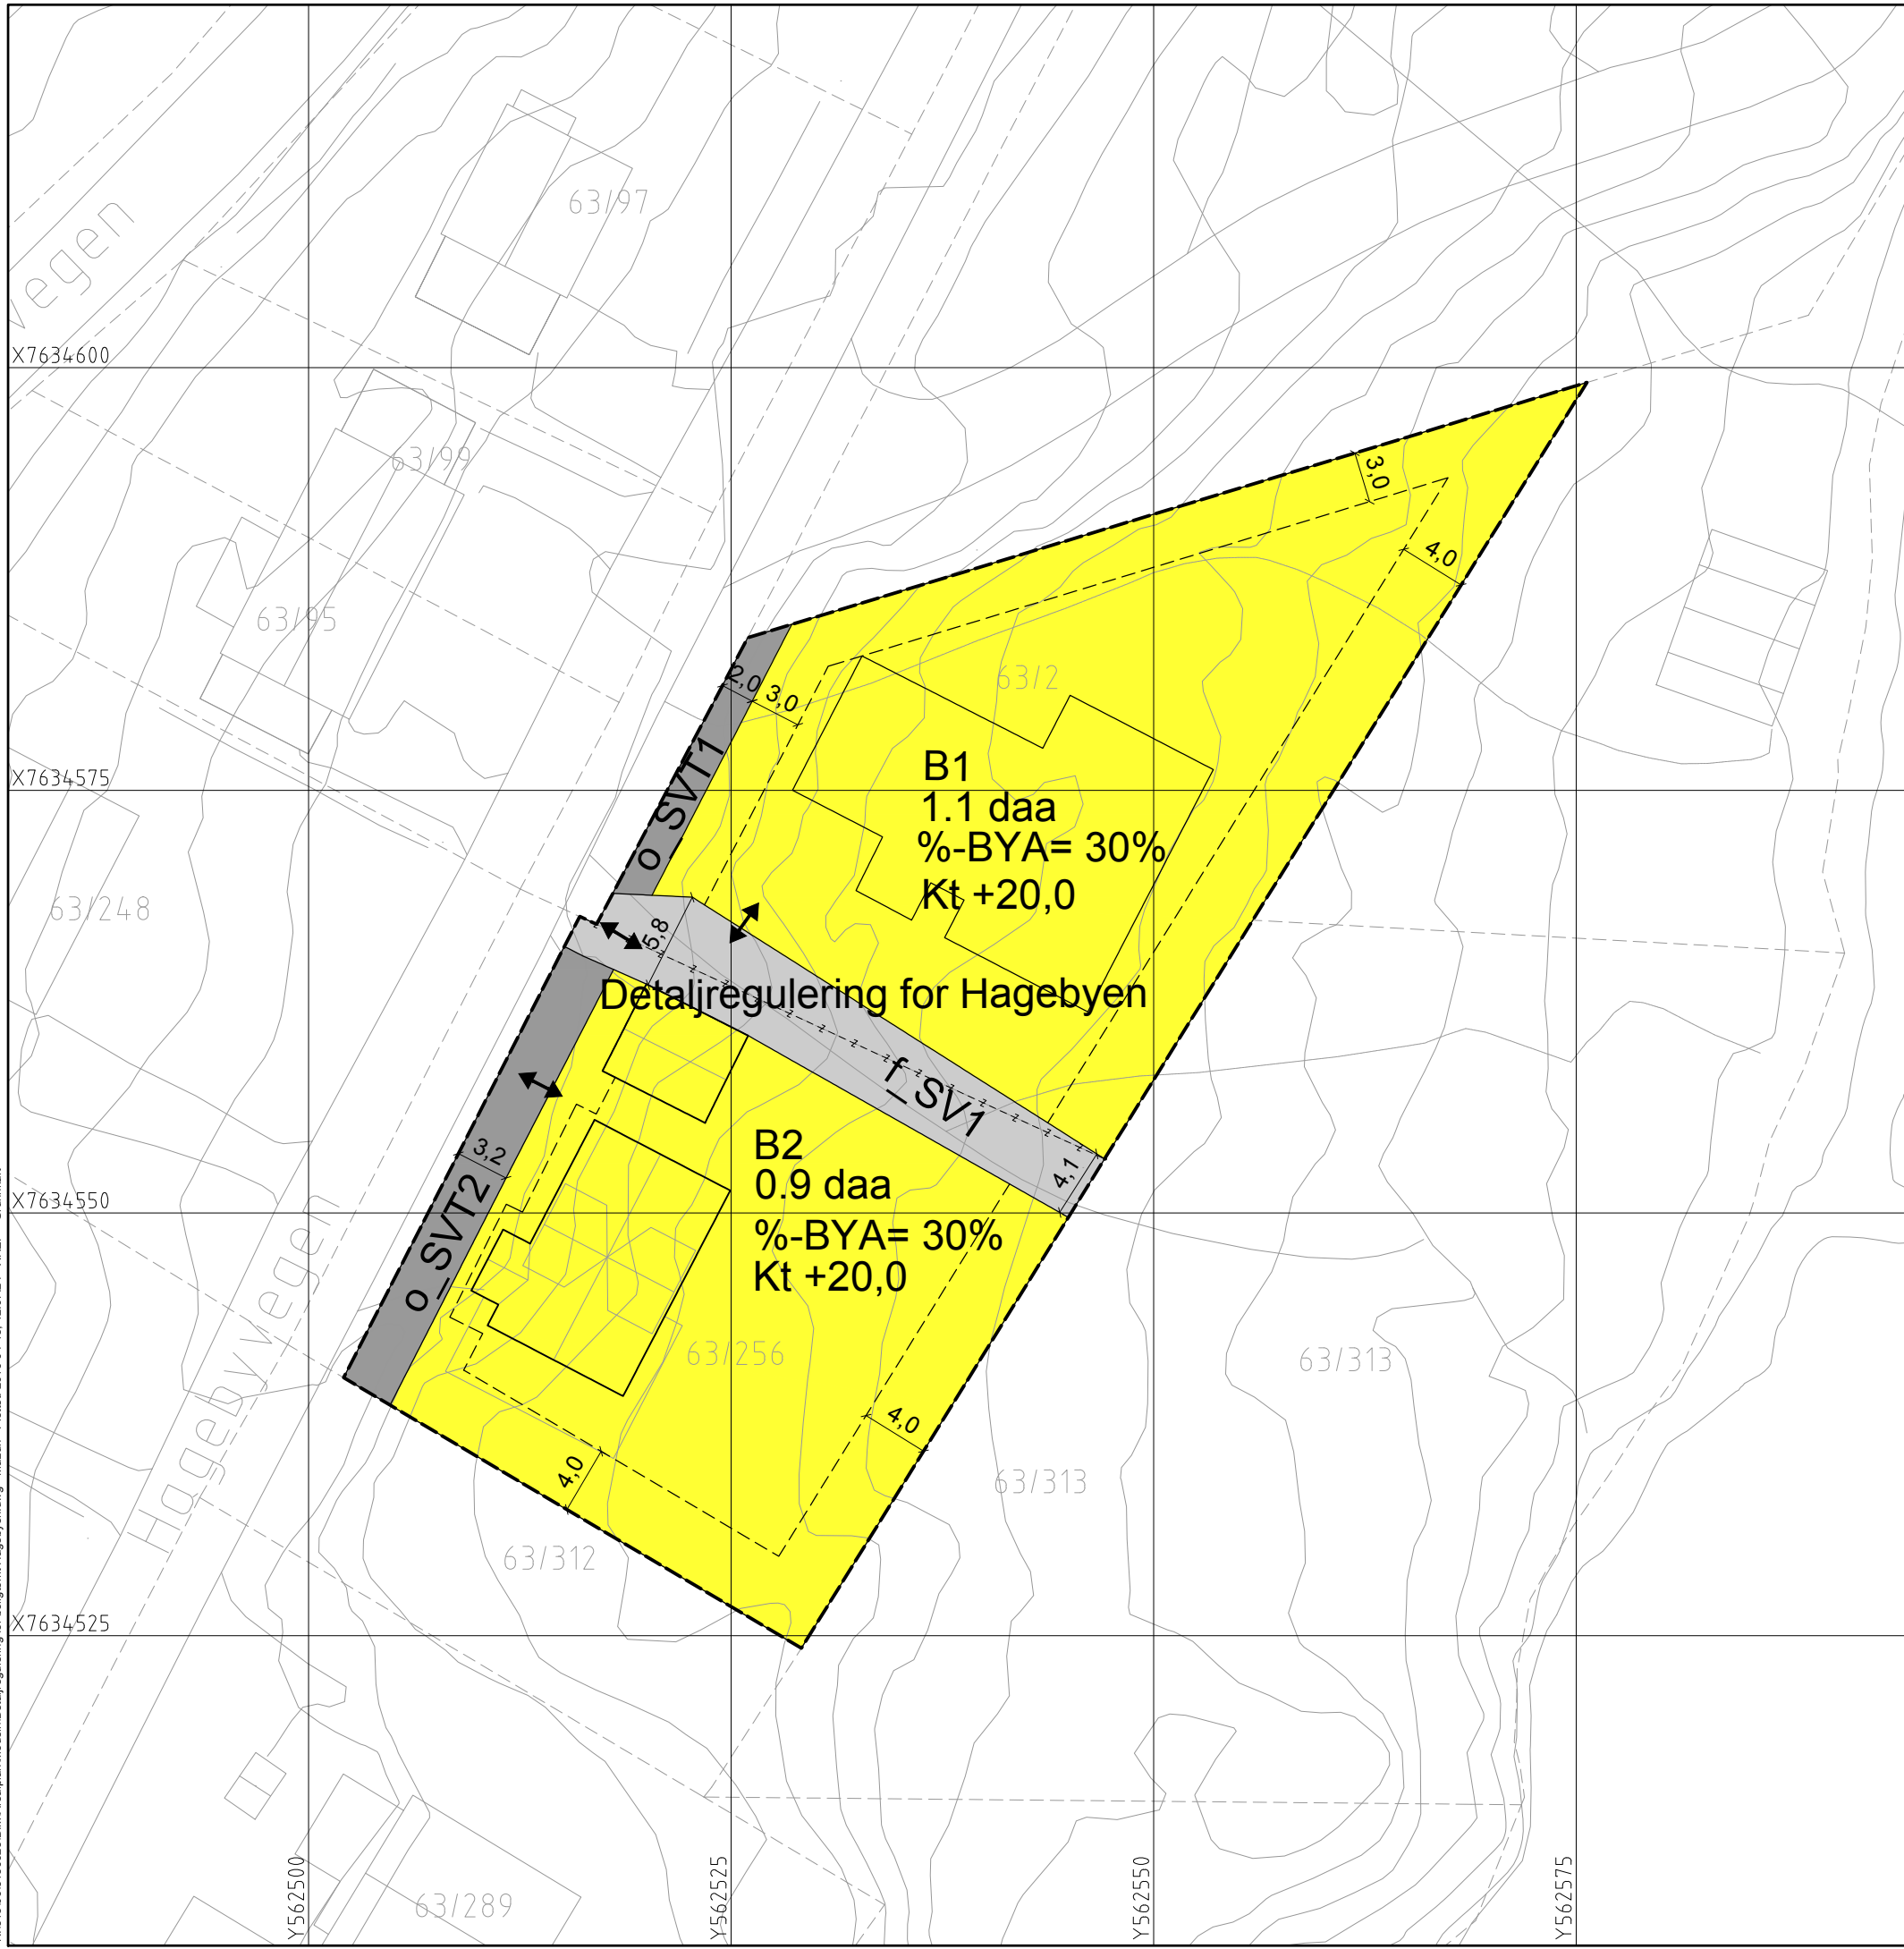 63/97
vegen
X7634600
63/99
3,0
4,0
63/95
63/2
2,0
3,0
o_SVT1
B1
1.1 daa
%-BYA= 30%
Kt +20,0
X7634575
63/248
5,8
Detaljregulering for Hagebyen
f_SV1
4,1
B2
0.9 daa
%-BYA= 30%
Kt +20,0
3,2
o_SVT2
X7634550
Hagebyvegen
63/256
63/313
4,0
4,0
63/313
63/312
X7634525
63/289
Y562500
Y562525
Y562550
Y562575